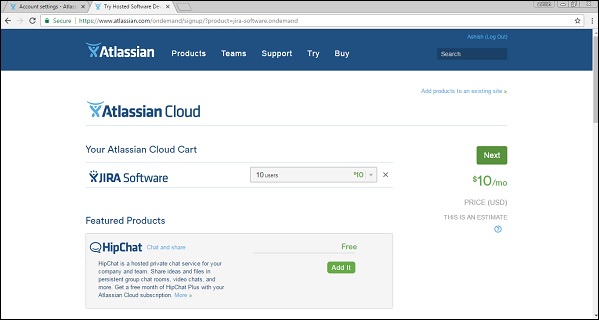 Account settings - Atlas
Try Hosted Software De
Secure
https://www.atlassian.com/ondemand/signup/?product=jira-software.ondemand
Atlassian
Products
Teams
Support
Try
Buy
Ashish (Log Out)
Search
Add products to an existing site »
Atlassian Cloud
Your Atlassian Cloud Cart
Next
JIRA Software
10 users
$10
$10/mo
PRICE (USD)
THIS IS AN ESTIMATE
?
Featured Products
HipChat
Chat and share
Free
Add it
HipChat is a hosted private chat service for your
company and team. Share ideas and files in
persistent group chat rooms, video chats, and
more. Get a free month of HipChat Plus with your
Atlassian Cloud subscription. More »